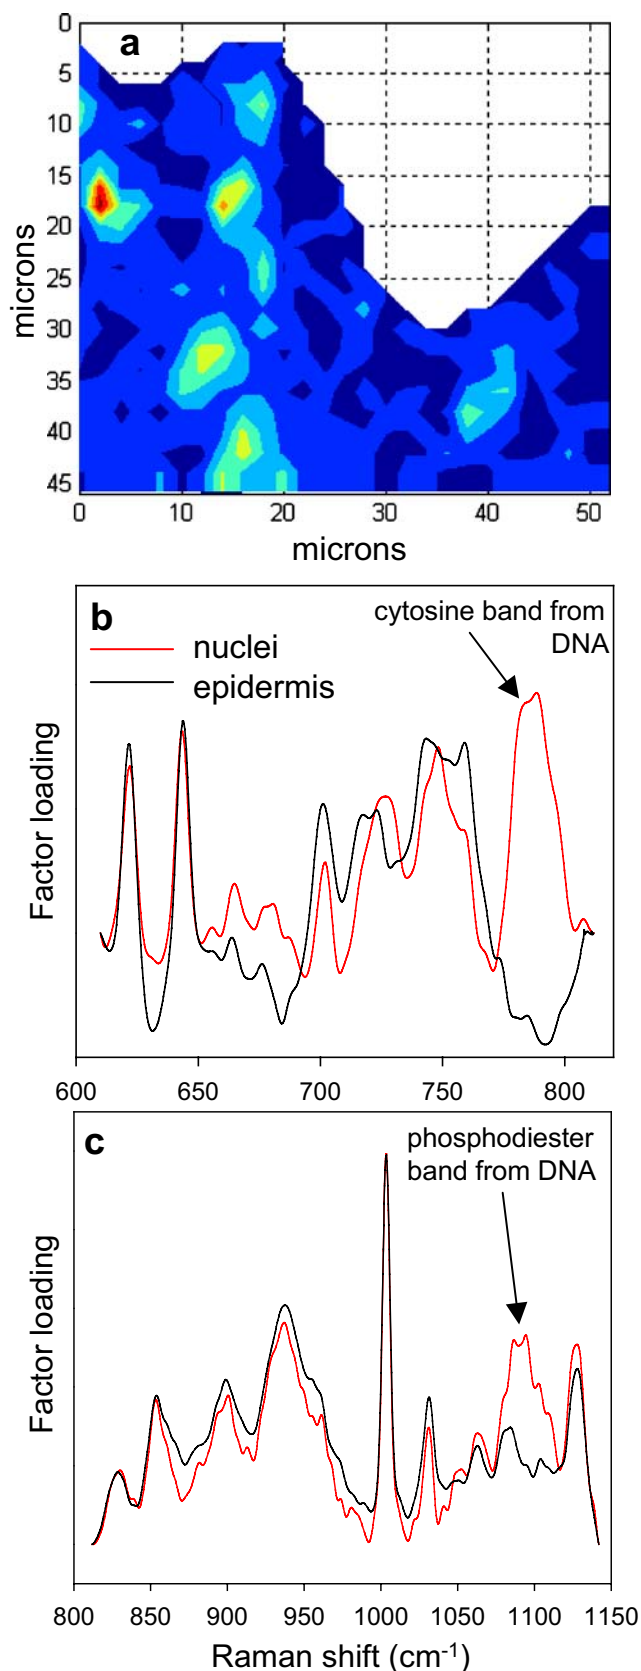 a
0
5
10
15
20
25
30
35
40
45
microns
0 10 20 30 40 50
microns
b
cytosine band from
DNA
nuclei
epidermis
Factor loading
600 650 700 750 800
c
phosphodiester
band from DNA
Factor loading
800 850 900 950 1000 1050 1100 1150
Raman shift (cm-1)